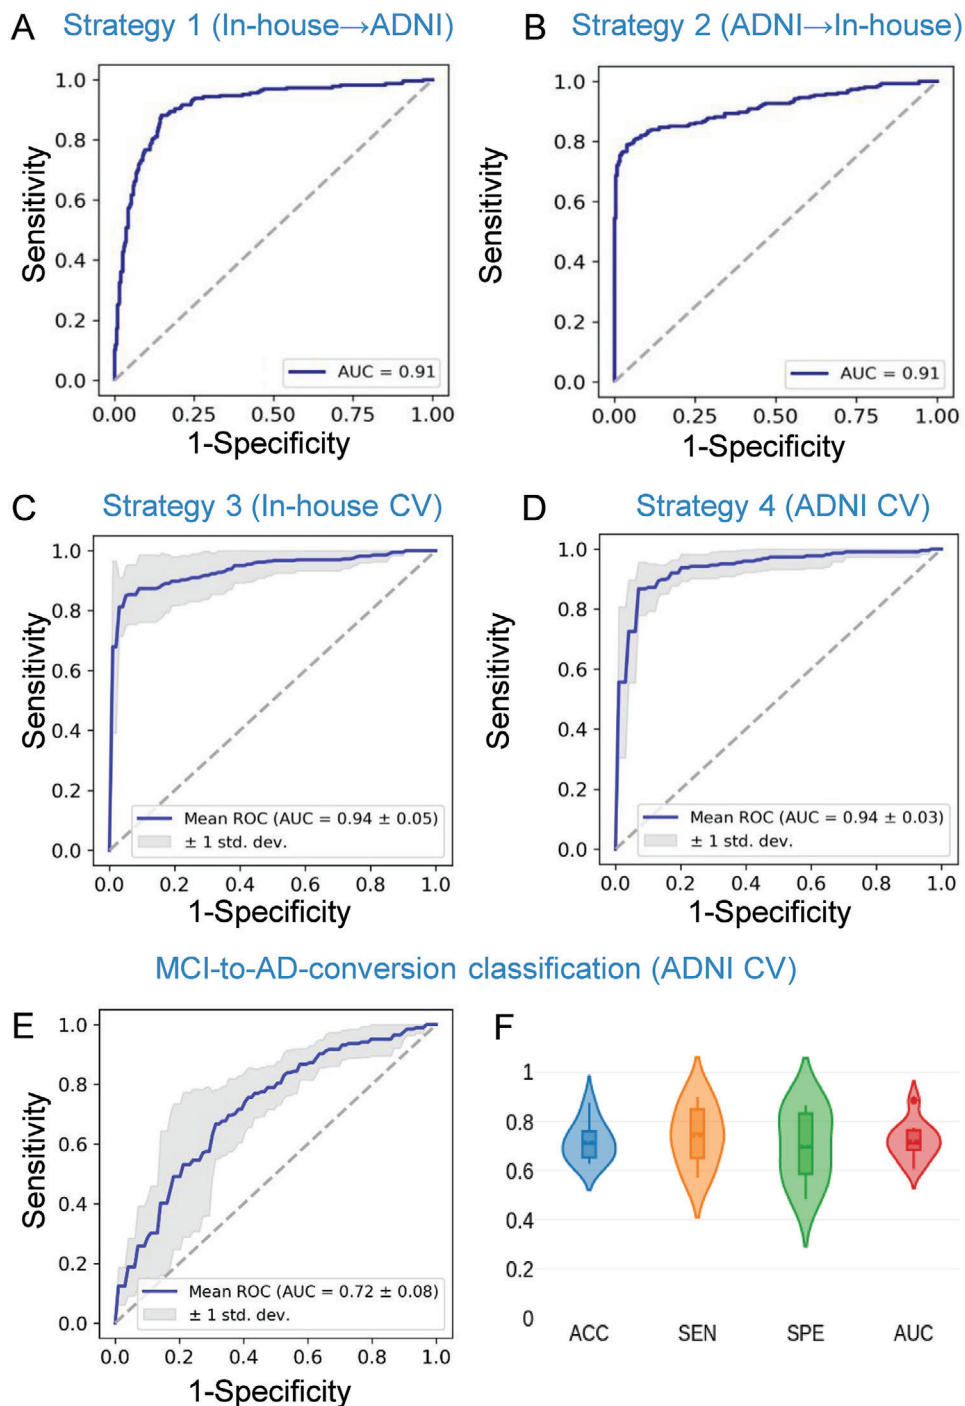 A Strategy 1 (In-house→ADNI)
1.0
0.8
0.6
0.4
0.2
0.0
Sensitivity
AUC = 0.91
0.00 0.25 0.50 0.75 1.00
1-Specificity
B Strategy 2 (ADNI→In-house)
1.0
0.8
0.6
0.4
0.2
0.0
Sensitivity
AUC = 0.91
0.00 0.25 0.50 0.75 1.00
1-Specificity
C Strategy 3 (In-house CV)
1.0
0.8
0.6
0.4
0.2
0.0
Sensitivity
Mean ROC (AUC = 0.94 ± 0.05)
± 1 std. dev.
0.0 0.2 0.4 0.6 0.8 1.0
1-Specificity
D Strategy 4 (ADNI CV)
1.0
0.8
0.6
0.4
0.2
0.0
Sensitivity
Mean ROC (AUC = 0.94 ± 0.03)
± 1 std. dev.
0.0 0.2 0.4 0.6 0.8 1.0
1-Specificity
MCI-to-AD-conversion classification (ADNI CV)
E
1.0
0.8
0.6
0.4
0.2
0.0
Sensitivity
Mean ROC (AUC = 0.72 ± 0.08)
± 1 std. dev.
0.0 0.2 0.4 0.6 0.8 1.0
1-Specificity
F
1
0.8
0.6
0.4
0.2
0
ACC SEN SPE AUC